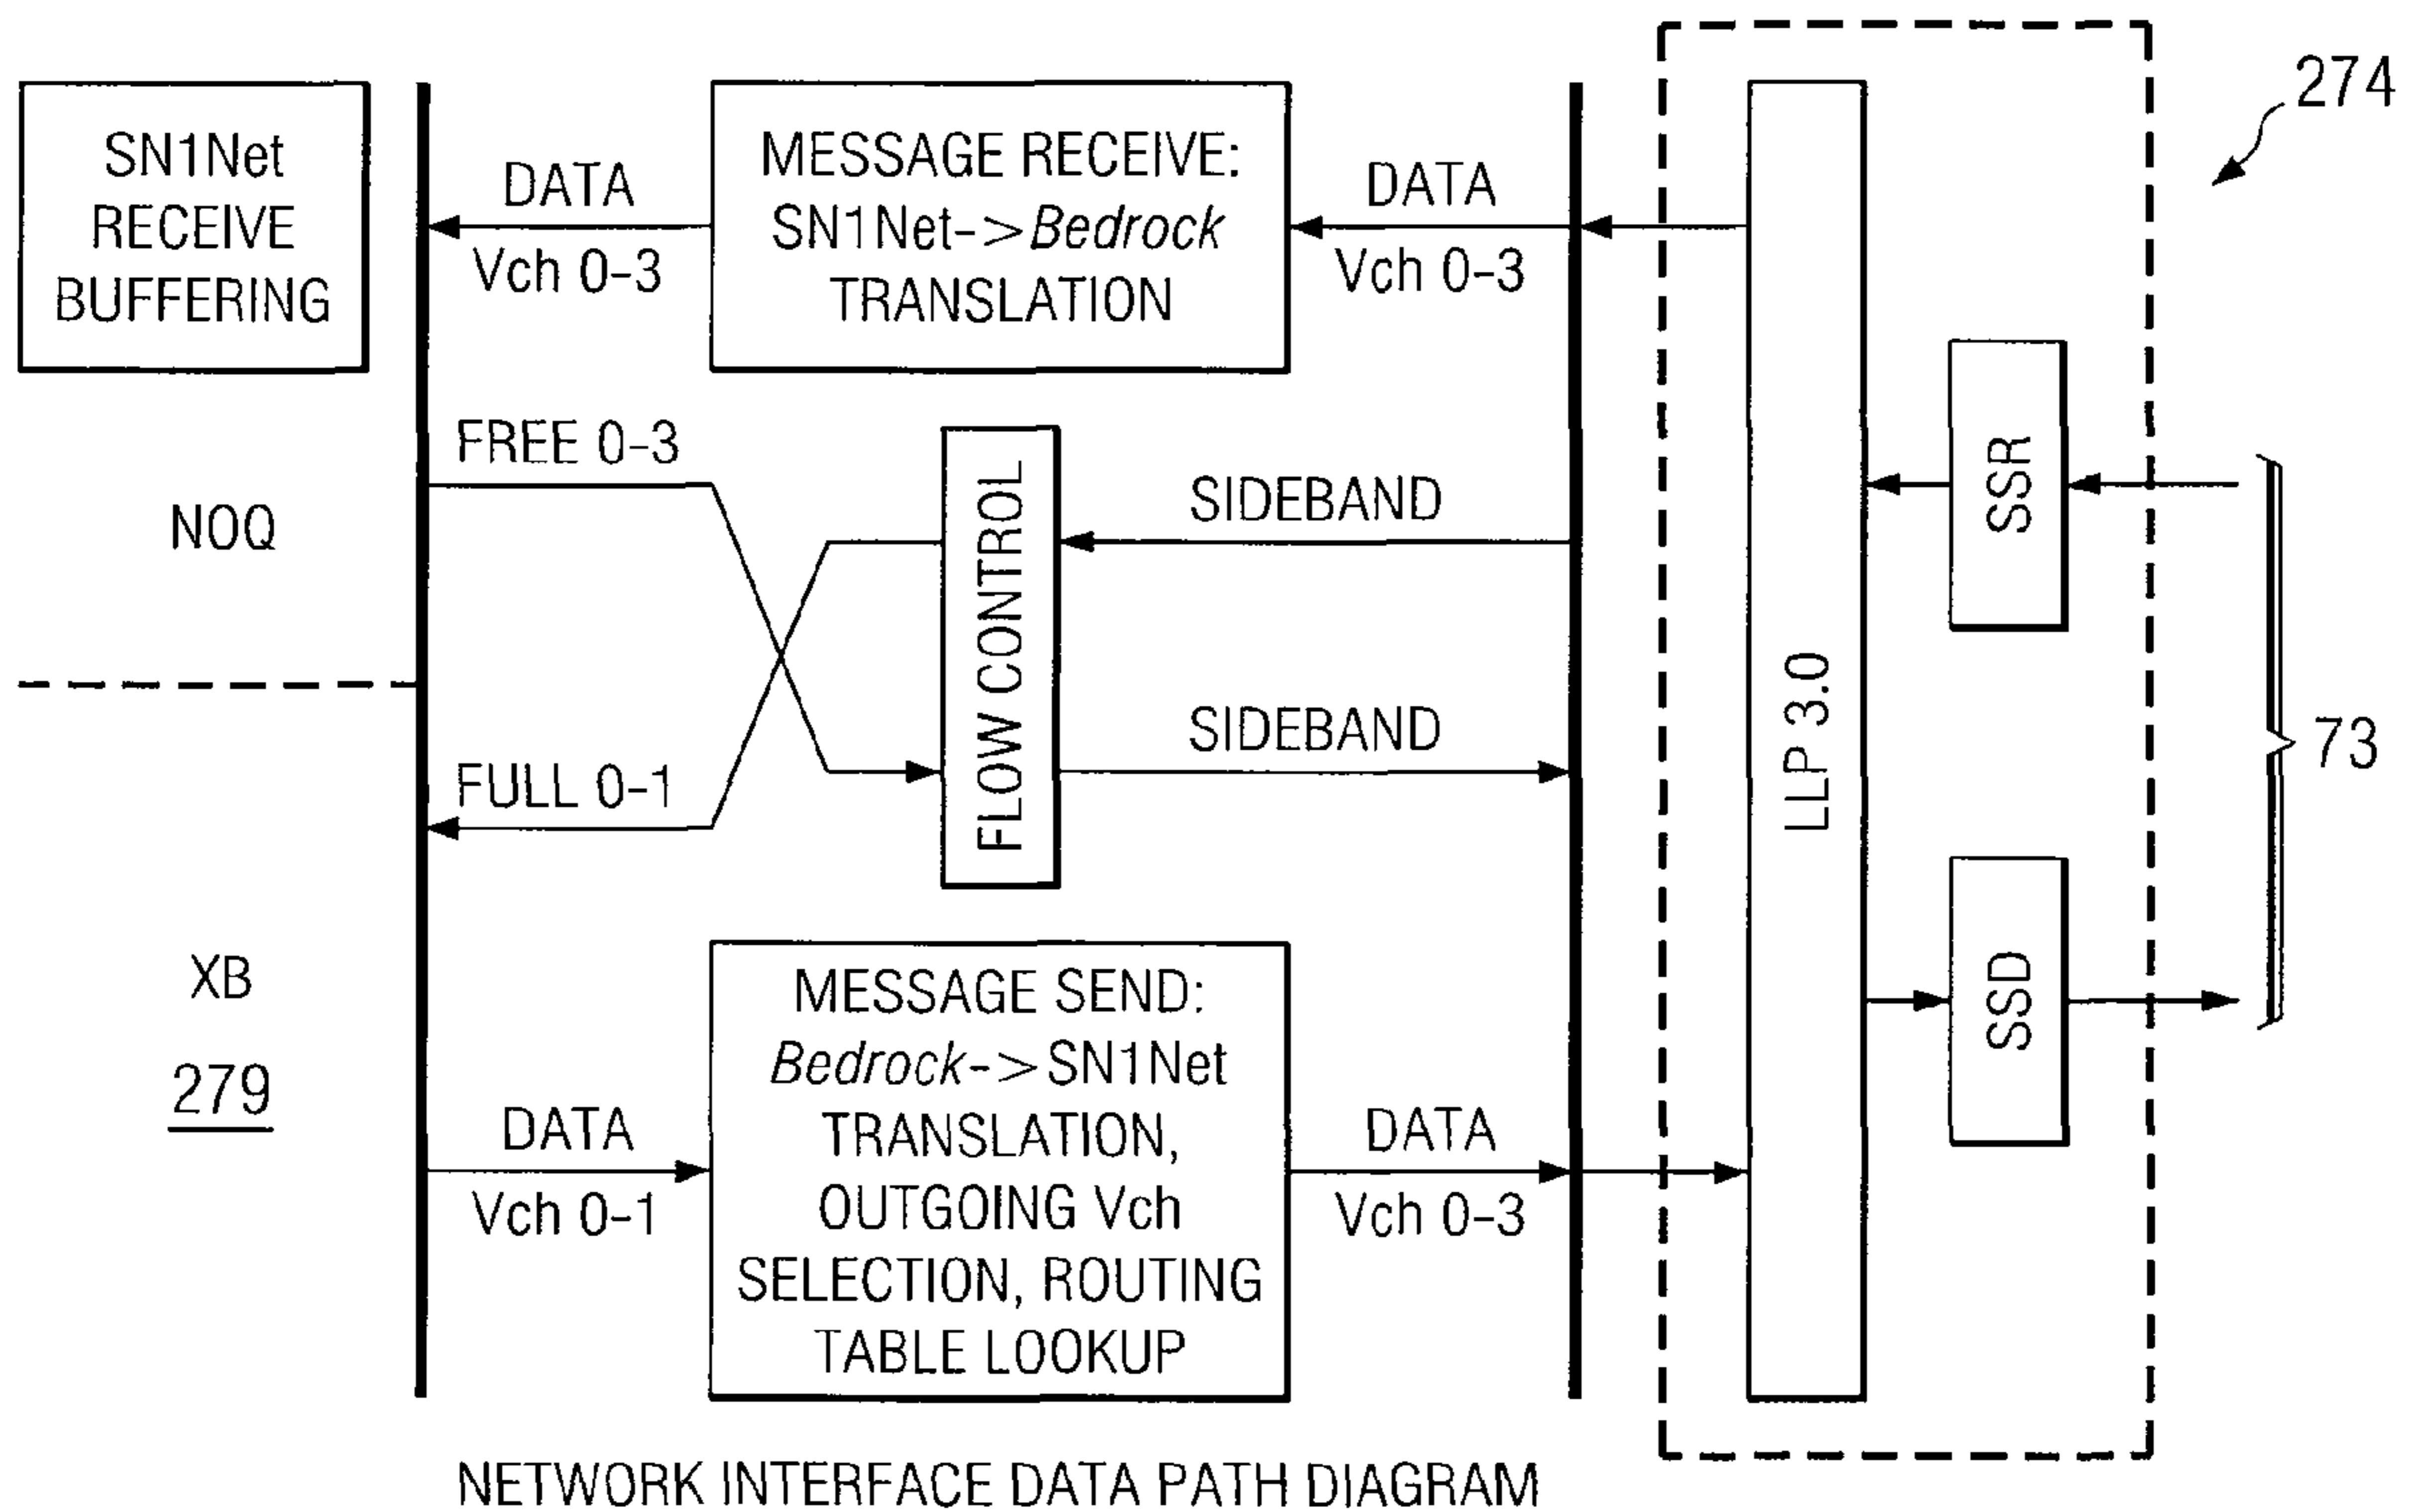 SN1Net
RECEIVE
BUFFERING
DATA
Vch 0-3
MESSAGE RECEIVE:
SN1Net->Bedrock
TRANSLATION
DATA
Vch 0-3
274
FREE 0-3
NOQ
FLOW CONTROL
SIDEBAND
SSR
LLP 3.0
SIDEBAND
73
FULL 0-1
XB
279
DATA
Vch 0-1
MESSAGE SEND:
Bedrock->SN1Net
TRANSLATION,
OUTGOING Vch
SELECTION, ROUTING
TABLE LOOKUP
DATA
Vch 0-3
SSD
NETWORK INTERFACE DATA PATH DIAGRAM